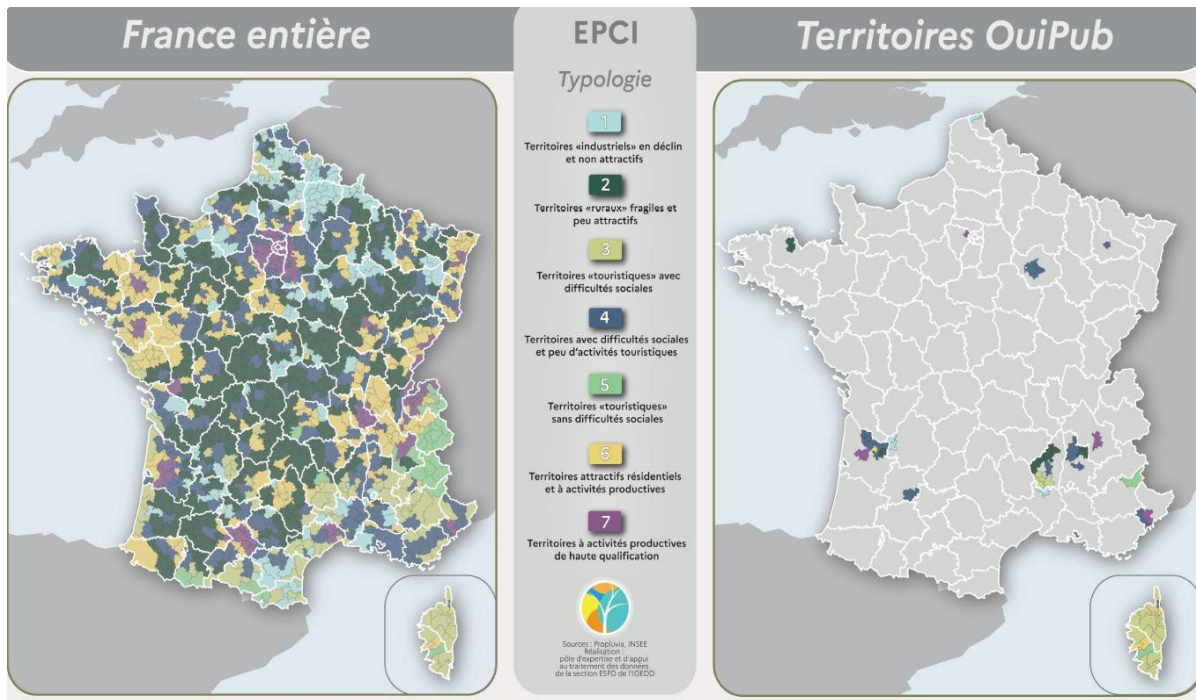 France entière
EPCI
Typologie
1
Territoires «industriels» en déclin
et non attractifs
2
Territoires «ruraux» fragiles et
peu attractifs
3
Territoires «touristiques» avec
difficultés sociales
4
Territoires avec difficultés sociales
et peu d'activités touristiques
5
Territoires «touristiques»
sans difficultés sociales
6
Territoires attractifs résidentiels
et à activités productives
7
Territoires à activités productives
de haute qualification
Sources : Propluvia, INSEE
Réalisation :
pôle d'expertise et d'appui
au traitement des données
de la section ESPD de l'IGEDD
Territoires OuiPub